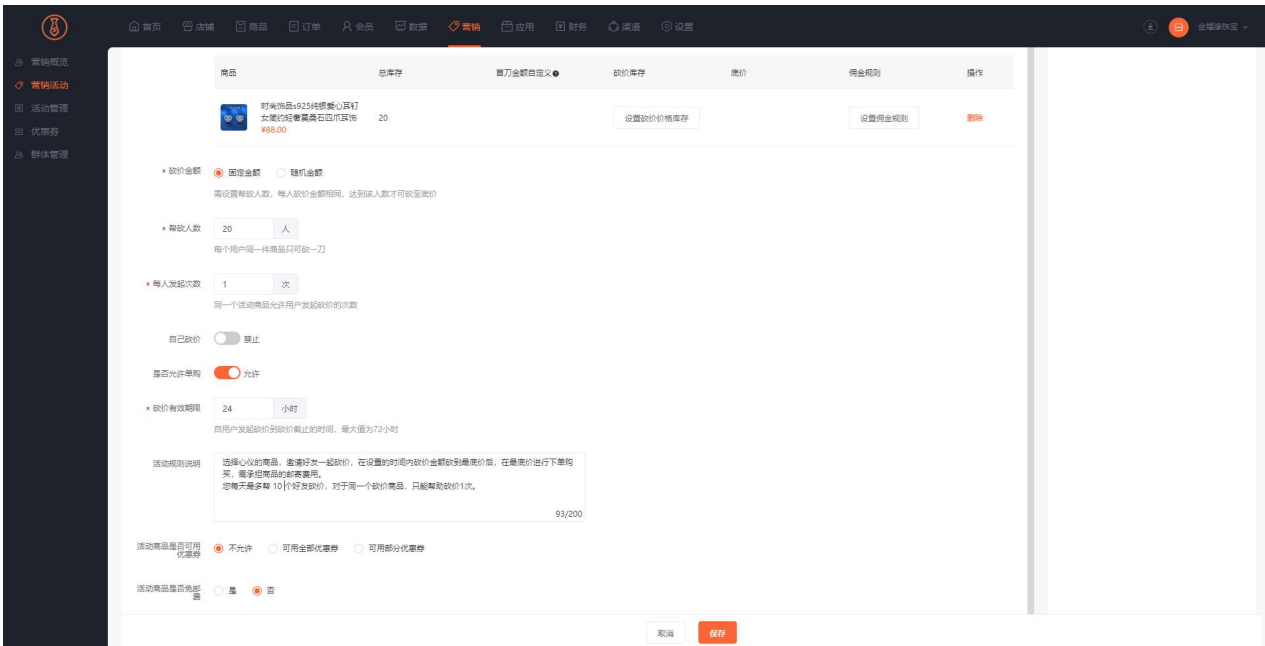 首页 店铺 商品 订单 会员 数据 营销 应用 财务 渠道 设置 金福缘珠宝
营销概览
营销活动
活动管理
优惠券
群体管理
商品 总库存 首刀金额自定义 砍价库存 底价 佣金规则 操作
时尚饰品s925纯银爱心耳钉
女简约轻奢莫桑石四爪耳饰
¥88.00
20 设置砍价价格库存 设置佣金规则 删除
* 砍价金额 固定金额 随机金额
需设置帮砍人数，每人砍价金额相同，达到该人数才可砍至底价
* 帮砍人数 20 人
每个用户同一件商品只可砍一刀
* 每人发起次数 1 次
同一个活动商品允许用户发起砍价的次数
自己砍价 禁止
是否允许单购 允许
* 砍价有效期限 24 小时
自用户发起砍价到砍价截止的时间，最大值为72小时
活动规则说明 选择心仪的商品，邀请好友一起砍价，在设置的时间内砍价金额砍到最底价后，在最底价进行下单购
买，需承担商品的邮寄费用。
您每天最多帮 10个好友砍价，对于同一个砍价商品，只能帮助砍价1次。
93/200
活动商品是否可用
优惠券 不允许 可用全部优惠券 可用部分优惠券
活动商品是否免邮
费 是 否
取消 保存